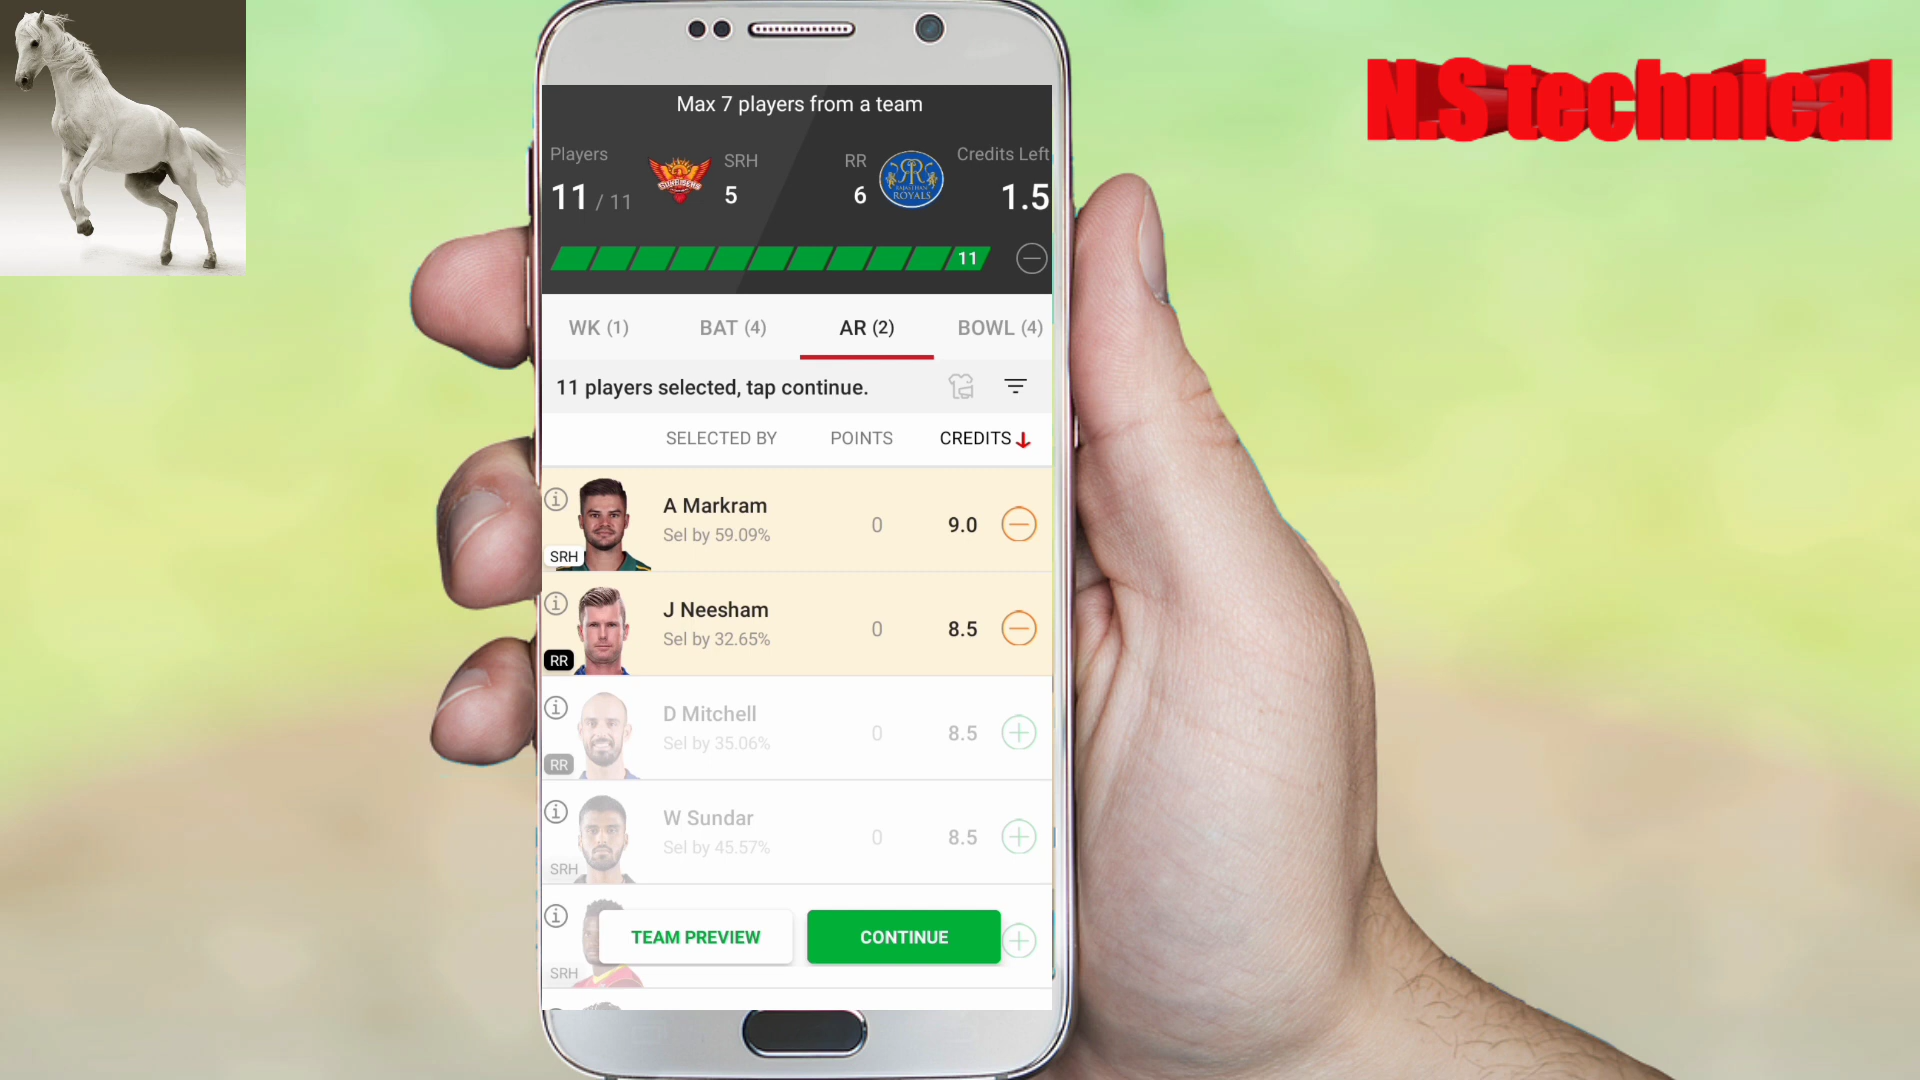 N.S technical
Max 7 players from a team
Players
SRH
RR
Credits Left
11 / 11
5
6
1.5
SUNRISERS
RAJASTHAN
ROYALS
11
WK (1)
BAT (4)
AR (2)
BOWL (4)
11 players selected, tap continue.
SELECTED BY
POINTS
CREDITS
A Markram
Sel by 59.09%
0
9.0
SRH
J Neesham
Sel by 32.65%
0
8.5
RR
D Mitchell
Sel by 35.06%
0
8.5
RR
W Sundar
Sel by 45.57%
0
8.5
SRH
TEAM PREVIEW
CONTINUE
SRH